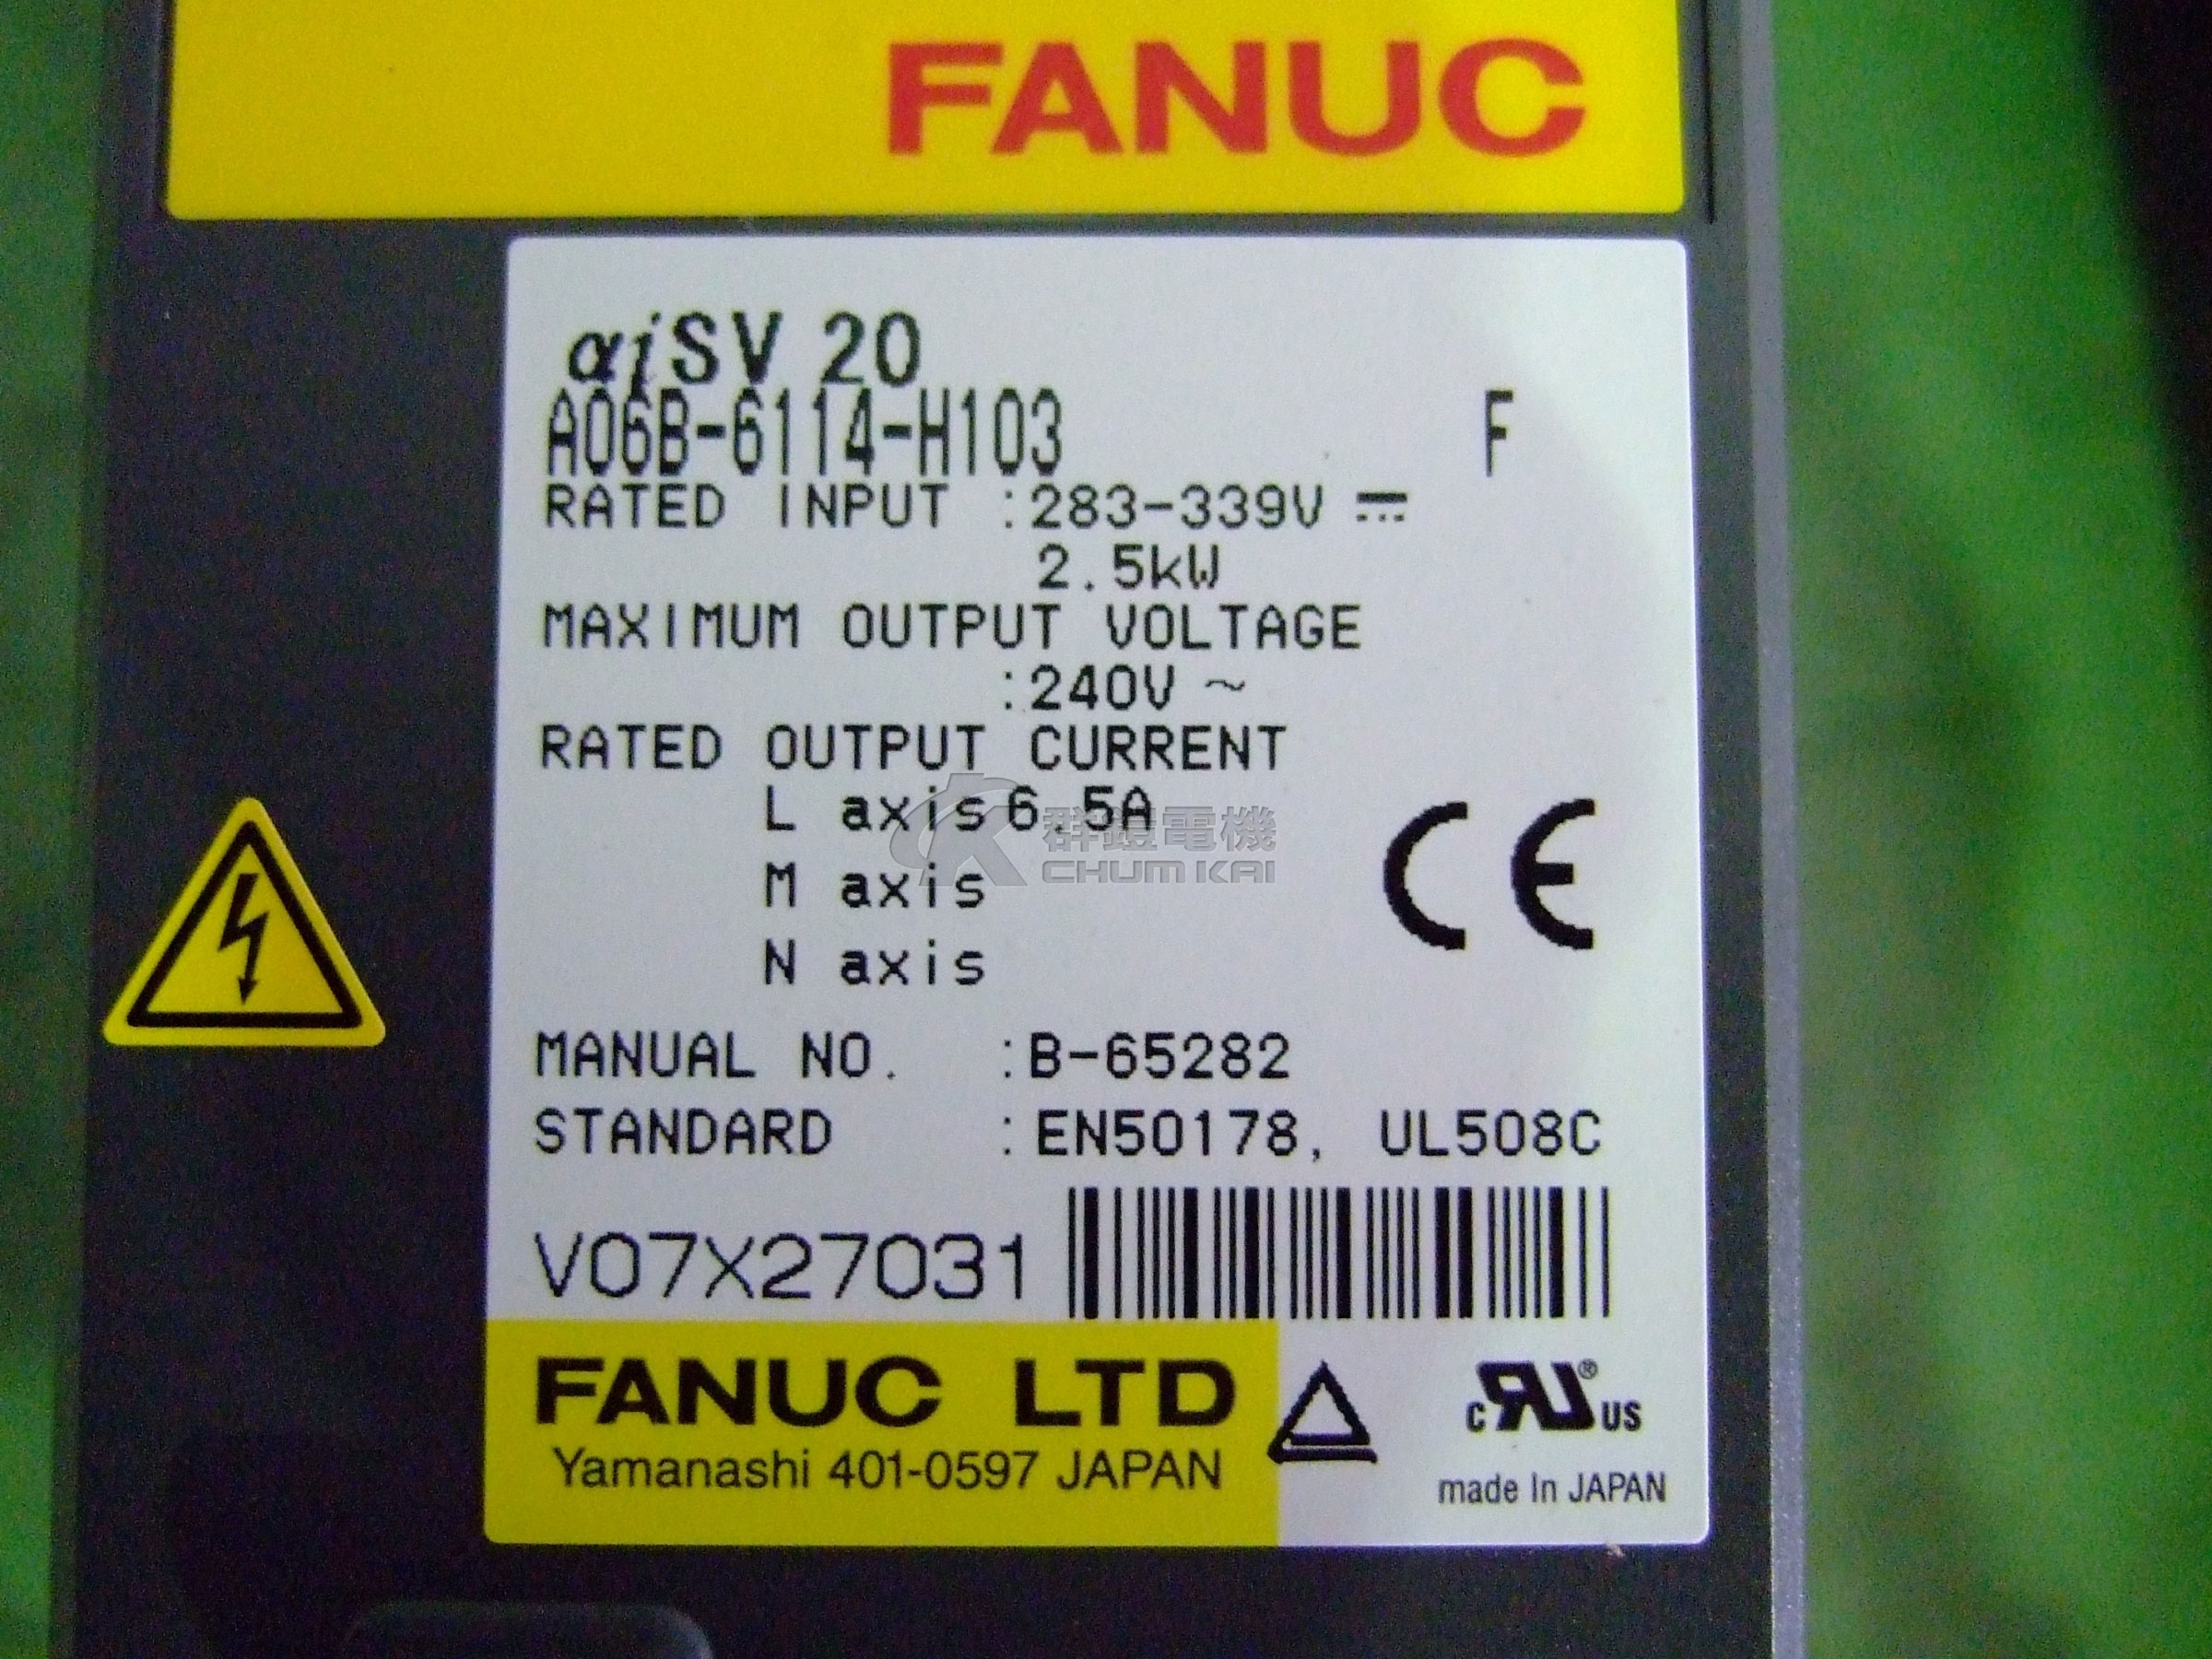 FANUC
αiSV 20
A06B-6114-H103 F
RATED INPUT :283-339V ⎓
2.5kW
MAXIMUM OUTPUT VOLTAGE
:240V ~
RATED OUTPUT CURRENT
L axis 6.5A
M axis
N axis
群鎧電機
CHUM KAI
CE
MANUAL NO. :B-65282
STANDARD :EN50178, UL508C
V07X27031
FANUC LTD
Yamanashi 401-0597 JAPAN
c RU ® US
made In JAPAN